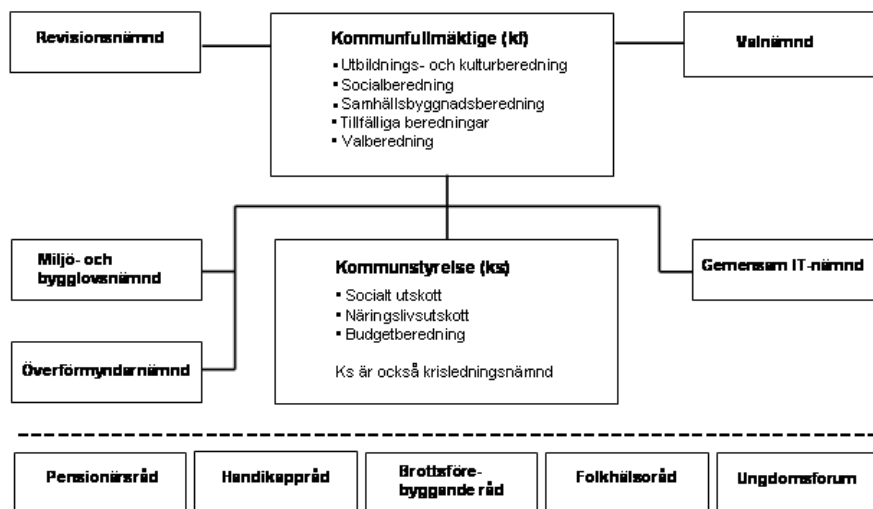 Revisionsnämnd
Kommunfullmäktige (kf)
▪ Utbildnings- och kulturberedning
▪ Socialberedning
▪ Samhällsbyggnadsberedning
▪ Tillfälliga beredningar
▪ Valberedning
Valnämnd
Miljö- och
bygglovsnämnd
Kommunstyrelse (ks)
▪ Socialt utskott
▪ Näringslivsutskott
▪ Budgetberedning
Ks är också krisledningsnämnd
Gemensam IT-nämnd
Överförmyndernämnd
Pensionärsråd
Handikappråd
Brottsföre-
byggande råd
Folkhälsoråd
Ungdomsforum